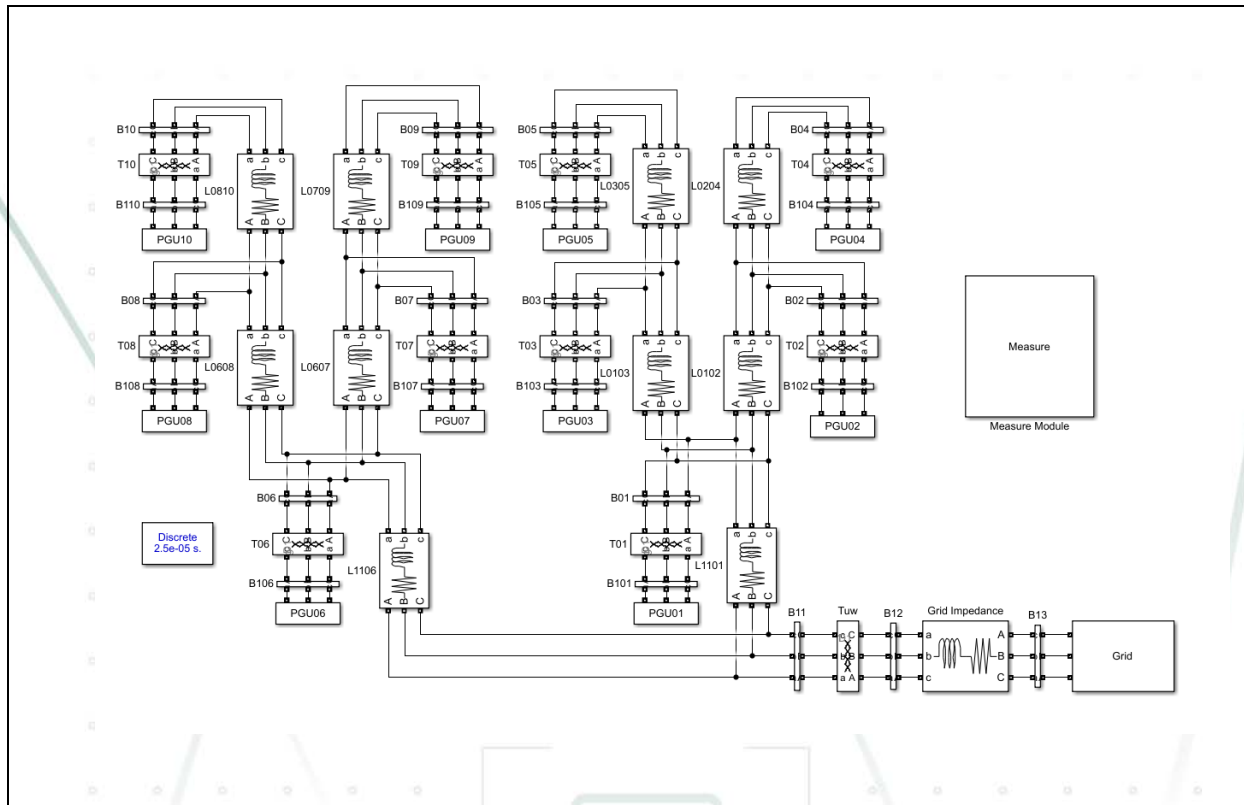 B10
B09
B05
B04
T10
C B A
a
L0810
a b c
A B C
L0709
a b c
A B C
T09
C B A
a
T05
C B A
a
L0305
a b c
A B C
L0204
a b c
A B C
T04
C B A
a
B110
B109
B105
B104
PGU10
PGU09
PGU05
PGU04
B08
B07
B03
B02
T08
C B A
a
L0608
a b c
A B C
L0607
a b c
A B C
T07
C B A
a
T03
C B A
a
L0103
a b c
A B C
L0102
a b c
A B C
T02
C B A
a
Measure
B108
B107
B103
B102
PGU08
PGU07
PGU03
PGU02
Measure Module
B06
B01
Discrete
2.5e-05 s.
T06
C B A
a
a b c
A B C
L1106
T01
C B A
a
a b c
A B C
L1101
B106
B101
PGU06
PGU01
B11
Tuw
B12
Grid Impedance
B13
c C
b B
a A
a A
b B
c C
Grid